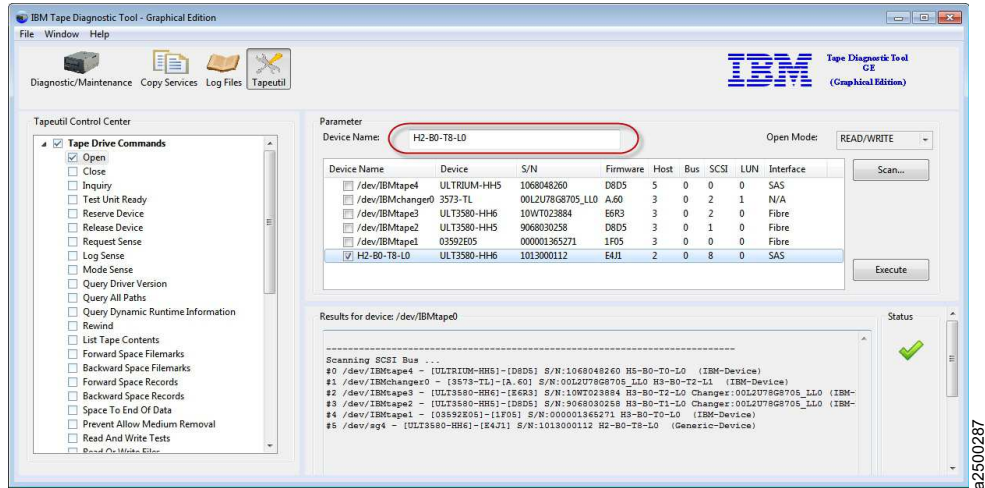 IBM Tape Diagnostic Tool - Graphical Edition
File Window Help
Diagnostic/Maintenance Copy Services Log Files Tapeutil
IBM
Tape Diagnostic Tool
GE
(Graphical Edition)
Tapeutil Control Center
Tape Drive Commands
Open
Close
Inquiry
Test Unit Ready
Reserve Device
Release Device
Request Sense
Log Sense
Mode Sense
Query Driver Version
Query All Paths
Query Dynamic Runtime Information
Rewind
List Tape Contents
Forward Space Filemarks
Backward Space Filemarks
Forward Space Records
Backward Space Records
Space To End Of Data
Prevent Allow Medium Removal
Read And Write Tests
Read Or Write Files
Parameter
Device Name: H2-B0-T8-L0 Open Mode: READ/WRITE
Device Name Device S/N Firmware Host Bus SCSI LUN Interface
/dev/IBMtape4 ULTRIUM-HH5 1068048260 D8D5 5 0 0 0 SAS
/dev/IBMchanger0 3573-TL 00L2U78G8705_LL0 A.60 3 0 2 1 N/A
/dev/IBMtape3 ULT3580-HH6 10WT023884 E6R3 3 0 2 0 Fibre
/dev/IBMtape2 ULT3580-HH5 9068030258 D8D5 3 0 1 0 Fibre
/dev/IBMtape1 03592E05 000001365271 1F05 3 0 0 0 Fibre
H2-B0-T8-L0 ULT3580-HH6 1013000112 E4J1 2 0 8 0 SAS
Scan...
Execute
Results for device: /dev/IBMtape0
Status
--------------------------------------------------------------------------
Scanning SCSI Bus ...
#0 /dev/IBMtape4 - [ULTRIUM-HH5]-[D8D5] S/N:1068048260 H5-B0-T0-L0 (IBM-Device)
#1 /dev/IBMchanger0 - [3573-TL]-[A.60] S/N:00L2U78G8705_LL0 H3-B0-T2-L1 (IBM-Device)
#2 /dev/IBMtape3 - [ULT3580-HH6]-[E6R3] S/N:10WT023884 H3-B0-T2-L0 Changer:00L2U78G8705_LL0 (IBM-
#3 /dev/IBMtape2 - [ULT3580-HH5]-[D8D5] S/N:9068030258 H3-B0-T1-L0 Changer:00L2U78G8705_LL0 (IBM-
#4 /dev/IBMtape1 - [03592E05]-[1F05] S/N:000001365271 H3-B0-T0-L0 (IBM-Device)
#5 /dev/sg4 - [ULT3580-HH6]-[E4J1] S/N:1013000112 H2-B0-T8-L0 (Generic-Device)
a2500287